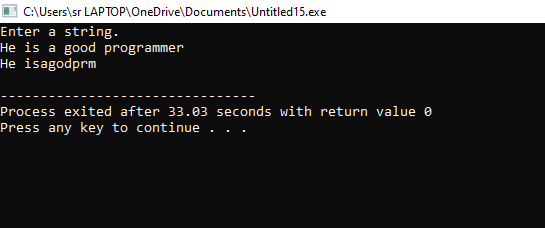 C:\Users\sr LAPTOP\OneDrive\Documents\Untitled15.exe
Enter a string.
He is a good programmer
He isagodprm
--------------------------------
Process exited after 33.03 seconds with return value 0
Press any key to continue . . .